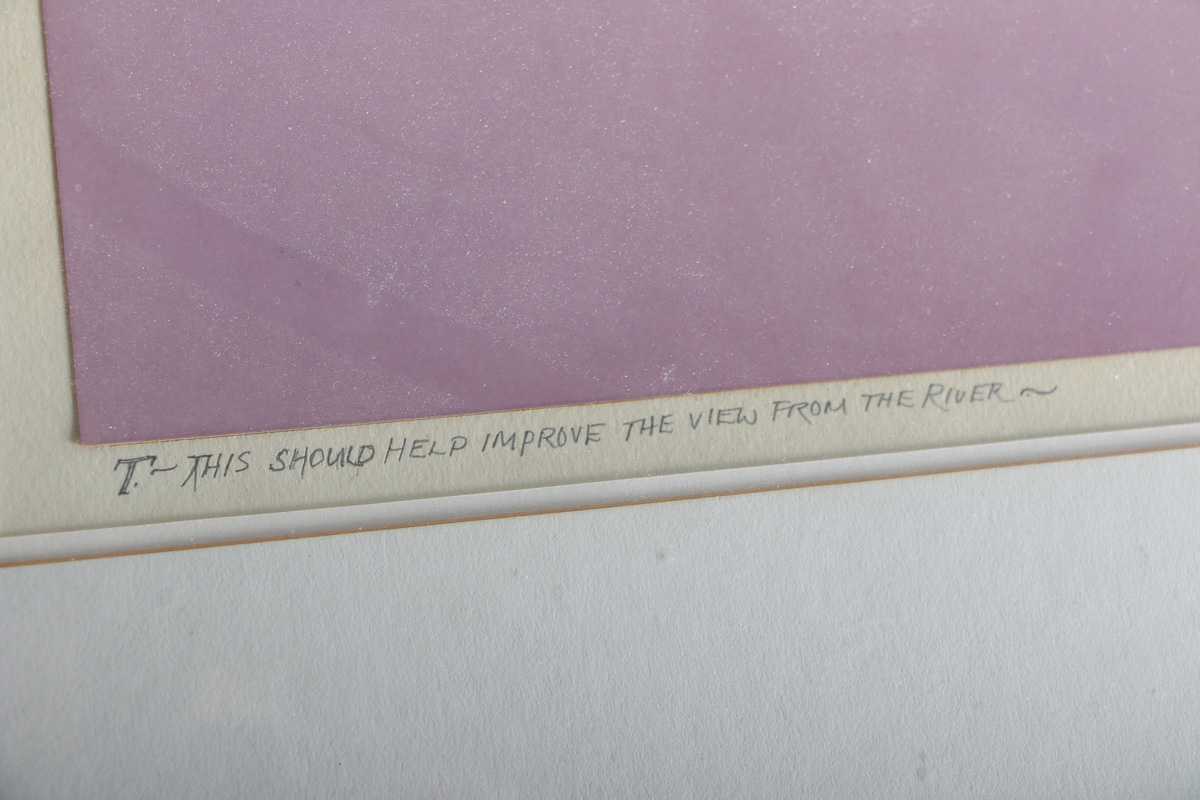 T.~ THIS SHOULD HELP IMPROVE THE VIEW FROM THE RIVER ~